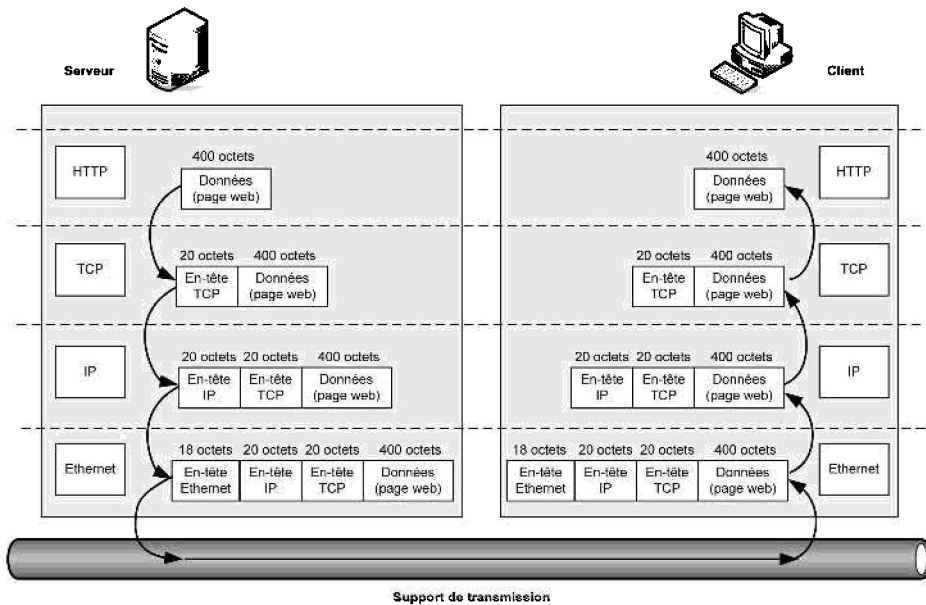 Serveur
Client
400 octets
400 octets
HTTP
Données
(page web)
Données
(page web)
HTTP
20 octets 400 octets
20 octets 400 octets
TCP
En-tête
TCP
Données
(page web)
En-tête
TCP
Données
(page web)
TCP
20 octets 20 octets 400 octets
20 octets 20 octets 400 octets
IP
En-tête
IP
En-tête
TCP
Données
(page web)
En-tête
IP
En-tête
TCP
Données
(page web)
IP
18 octets 20 octets 20 octets 400 octets
18 octets 20 octets 20 octets 400 octets
Ethernet
En-tête
Ethernet
En-tête
IP
En-tête
TCP
Données
(page web)
En-tête
Ethernet
En-tête
IP
En-tête
TCP
Données
(page web)
Ethernet
Support de transmission